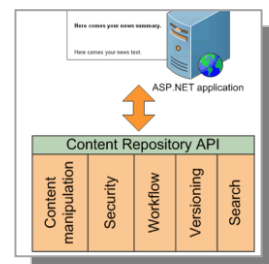 Here comes your news summary.
Here comes your news text.
ASP.NET application
Content Repository API
Content
manipulation
Security
Workflow
Versioning
Search